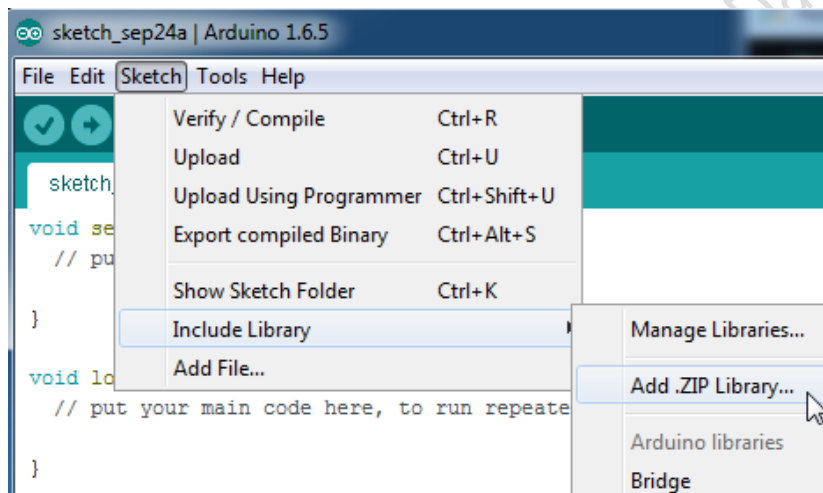 sketch_sep24a | Arduino 1.6.5
File Edit Sketch Tools Help
Verify / Compile Ctrl+R
Upload Ctrl+U
sketch_
Upload Using Programmer Ctrl+Shift+U
void se
Export compiled Binary Ctrl+Alt+S
// pu
Show Sketch Folder Ctrl+K
}
Include Library
Manage Libraries...
Add File...
void lo
Add .ZIP Library...
// put your main code here, to run repeate
Arduino libraries
}
Bridge